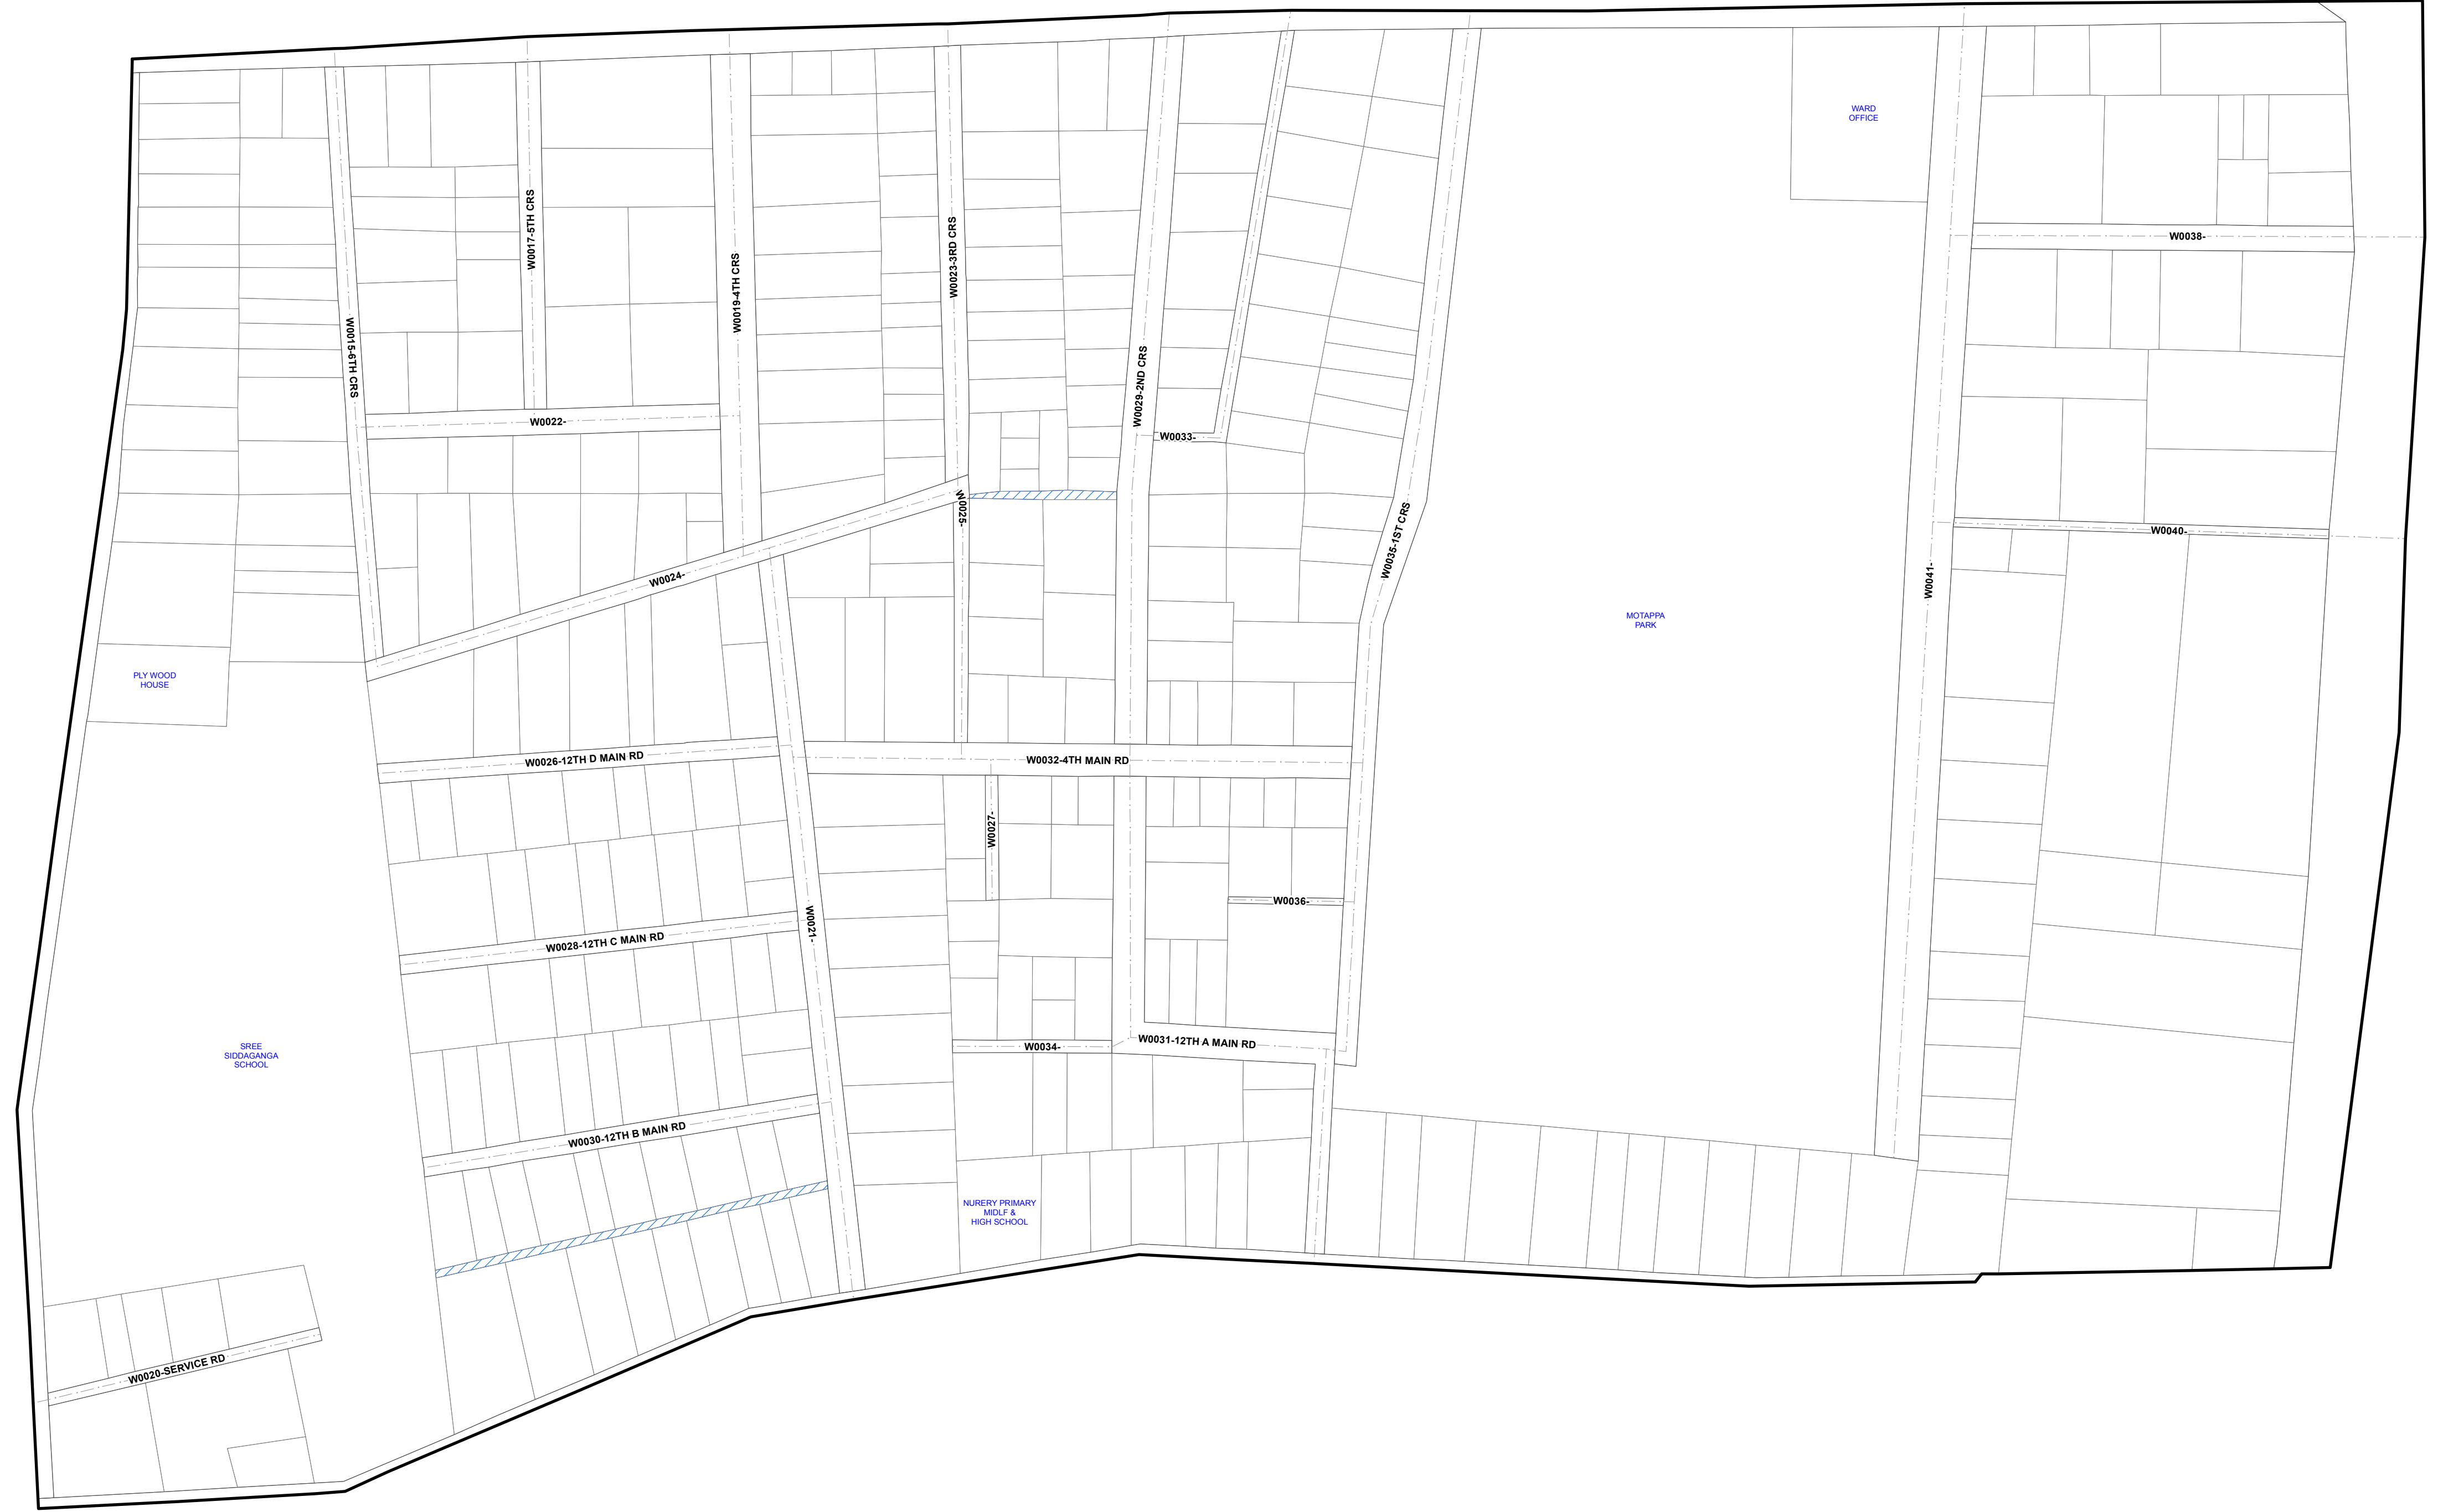 WARD
OFFICE
W0017-5TH CRS
W0023-3RD CRS
W0038-
W0019-4TH CRS
W0015-6TH CRS
W0029-2ND CRS
W0022-
W0033-
W0025-
W0035-1ST CRS
W0040-
W0024-
W0041-
MOTAPPA
PARK
PLY WOOD
HOUSE
W0026-12TH D MAIN RD
W0032-4TH MAIN RD
W0027-
W0036-
W0021-
W0028-12TH C MAIN RD
W0034-
W0031-12TH A MAIN RD
SREE
SIDDAGANGA
SCHOOL
W0030-12TH B MAIN RD
NURERY PRIMARY
MIDLF &
HIGH SCHOOL
W0020-SERVICE RD